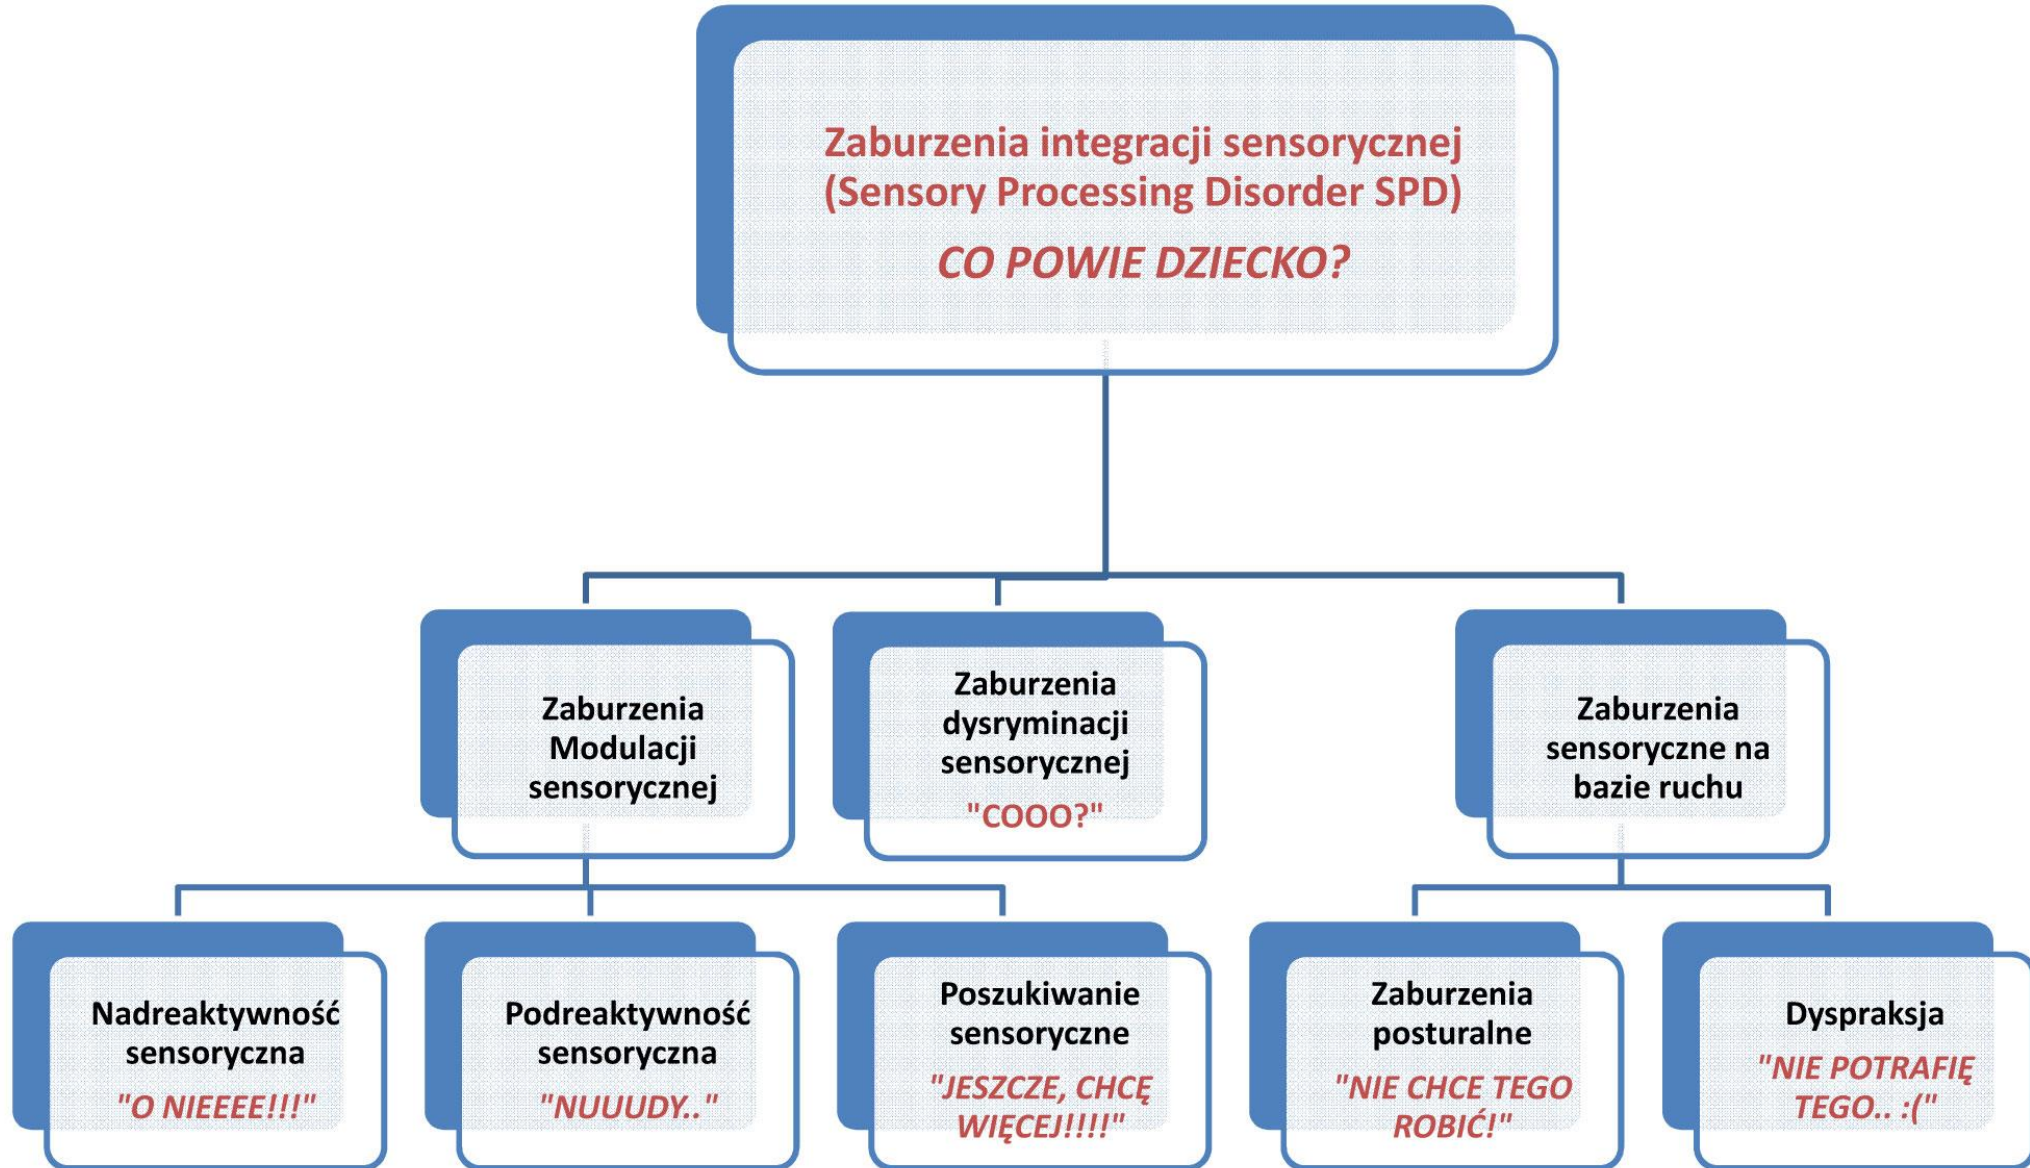 Zaburzenia integracji sensorycznej
(Sensory Processing Disorder SPD)
CO POWIE DZIECKO?
Zaburzenia
Modulacji
sensorycznej
Zaburzenia
dysryminacji
sensorycznej
"COOO?"
Zaburzenia
sensoryczne na
bazie ruchu
Nadreaktywność
sensoryczna
"O NIEEEE!!!"
Podreaktywność
sensoryczna
"NUUUDY.."
Poszukiwanie
sensoryczne
"JESZCZE, CHCĘ
WIĘCEJ!!!!"
Zaburzenia
posturalne
"NIE CHCE TEGO
ROBIĆ!"
Dyspraksja
"NIE POTRAFIĘ
TEGO.. :("